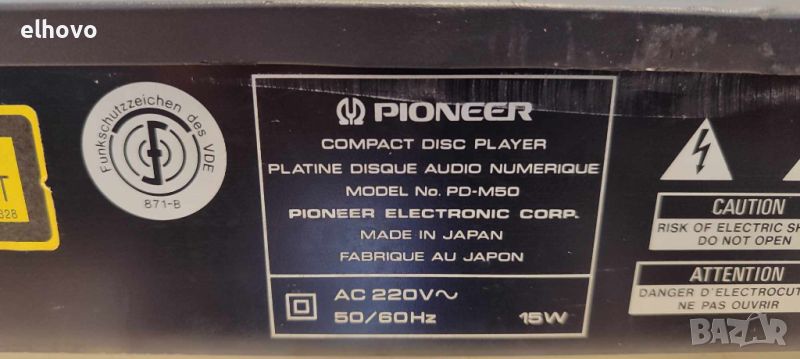 elhovo
Funkschutzzeichen des VDE
871-B
PIONEER
COMPACT DISC PLAYER
PLATINE DISQUE AUDIO NUMERIQUE
MODEL No. PD-M50
PIONEER ELECTRONIC CORP.
MADE IN JAPAN
FABRIQUE AU JAPON
AC 220V~
50/60Hz 15W
CAUTION
RISK OF ELECTRIC SH
DO NOT OPEN
ATTENTION
DANGER D'ELECTROCUT
NE PAS OUVRIR
T
828
BAZAR